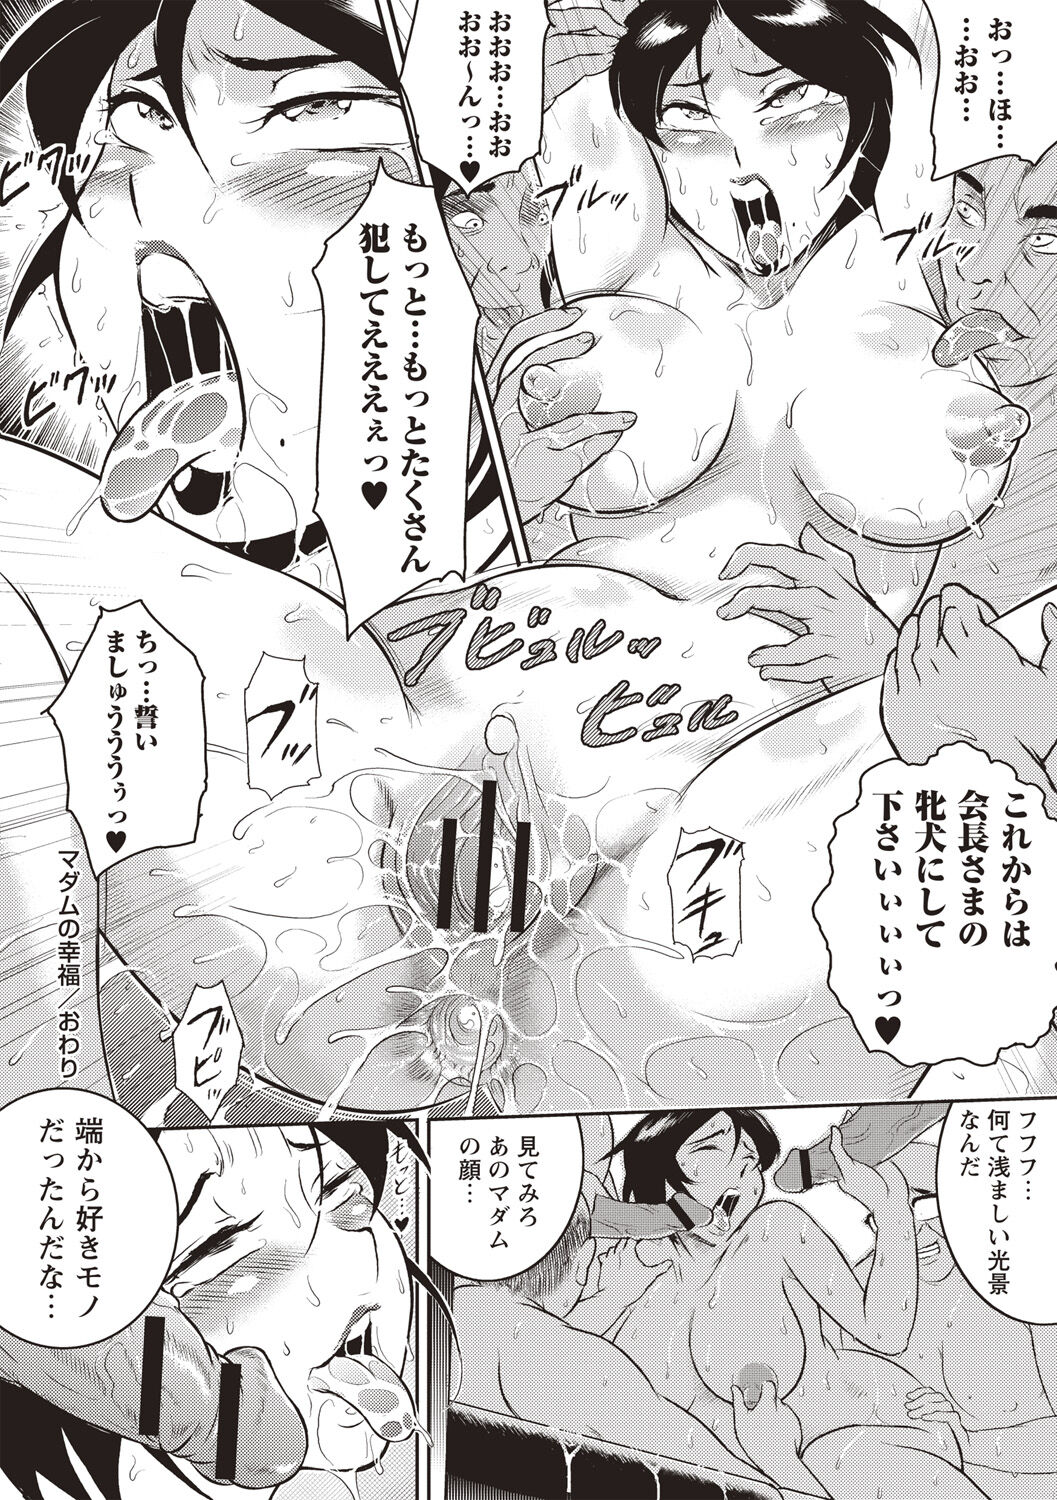 おっ…ほ…
…おお…
おおお…おお
おお～んっ…♥
ブルッ
ブルッ
もっと…もっとたくさん
犯してえええぇっ♥
ビクッ
ビクッ
ブビュルルッ
ビュル
これからは
会長さまの
牝犬にして
下さいぃぃぃっ♥
ブッ
ブキュ
ちっ…誓い
ましゅうううぅっ♥
ブピッ
フフフ…
何て浅ましい光景
なんだ
見てみろ
あのマダム
の顔…
もっと…♥
端から好きモノ
だったんだな…
マダムの幸福／おわり